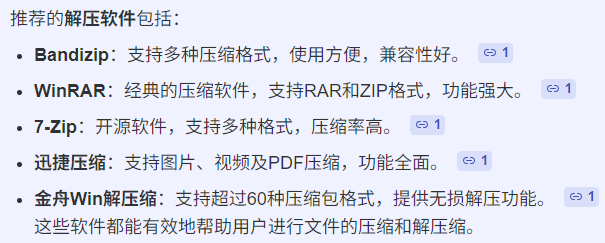 推荐的解压软件包括：
• Bandizip：支持多种压缩格式，使用方便，兼容性好。 1
• WinRAR：经典的压缩软件，支持RAR和ZIP格式，功能强大。 1
• 7-Zip：开源软件，支持多种格式，压缩率高。 1
• 迅捷压缩：支持图片、视频及PDF压缩，功能全面。 1
• 金舟Win解压缩：支持超过60种压缩包格式，提供无损解压功能。 1
这些软件都能有效地帮助用户进行文件的压缩和解压缩。